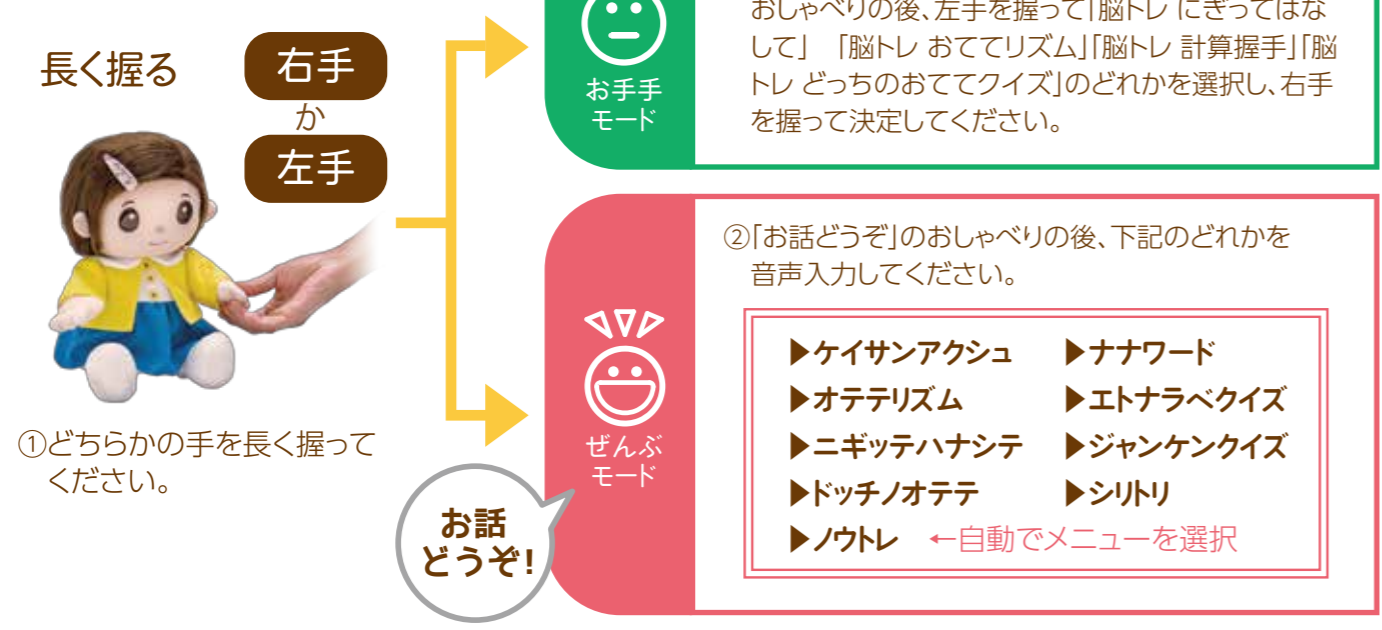 長く握る
右手
か
左手
①どちらかの手を長く握って
ください。
お手手
モード
おしゃべりの後、左手を握って「脳トレ にぎってはな
して」 「脳トレ おててリズム」「脳トレ 計算握手」「脳
トレ どっちのおててクイズ」のどれかを選択し、右手
を握って決定してください。
ぜんぶ
モード
お話
どうぞ!
②「お話どうぞ」のおしゃべりの後、下記のどれかを
音声入力してください。
▶ケイサンアクシュ ▶ナナワード
▶オテテリズム ▶エトナラベクイズ
▶ニギッテハナシテ ▶ジャンケンクイズ
▶ドッチノオテテ ▶シリトリ
▶ノウトレ ←自動でメニューを選択